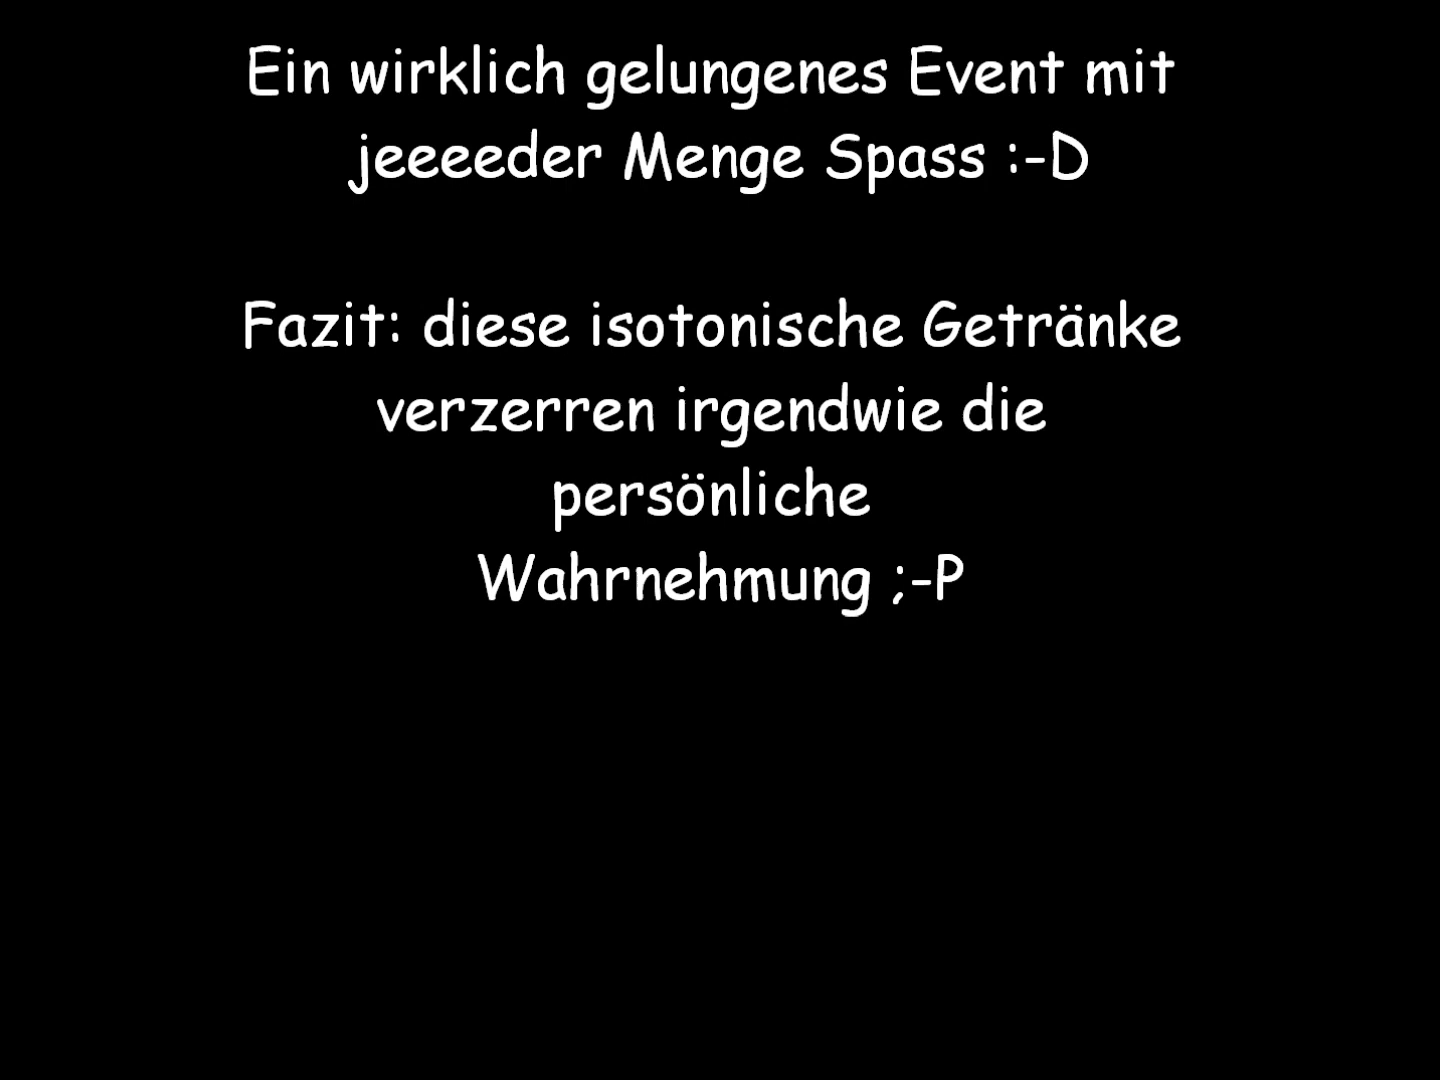 Ein wirklich gelungenes Event mit
jeeeeder Menge Spass :-D
Fazit: diese isotonische Getränke
verzerren irgendwie die
persönliche
Wahrnehmung ;-P